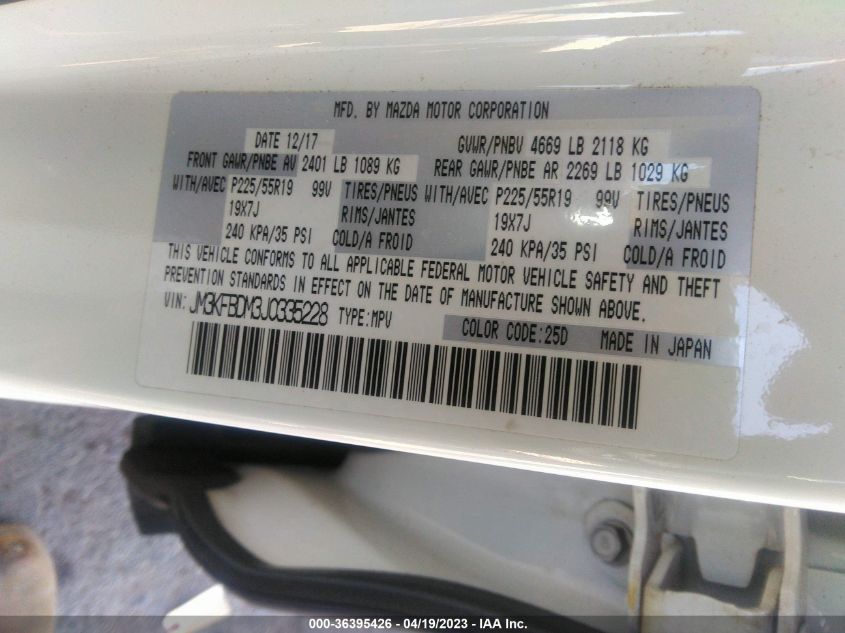 MFD. BY MAZDA MOTOR CORPORATION
DATE 12/17 GVWR/PNBV 4669 LB 2118 KG
FRONT GAWR/PNBE AV 2401 LB 1089 KG REAR GAWR/PNBE AR 2269 LB 1029 KG
WITH/AVEC P225/55R19 99V TIRES/PNEUS WITH/AVEC P225/55R19 99V TIRES/PNEUS
19X7J RIMS/JANTES 19X7J RIMS/JANTES
240 KPA/35 PSI COLD/A FROID 240 KPA/35 PSI COLD/A FROID
THIS VEHICLE CONFORMS TO ALL APPLICABLE FEDERAL MOTOR VEHICLE SAFETY AND THEFT
PREVENTION STANDARDS IN EFFECT ON THE DATE OF MANUFACTURE SHOWN ABOVE.
VIN: JM3KFBDM3J0335228 TYPE:MPV
COLOR CODE:25D MADE IN JAPAN
000-36395426 - 04/19/2023 - IAA Inc.